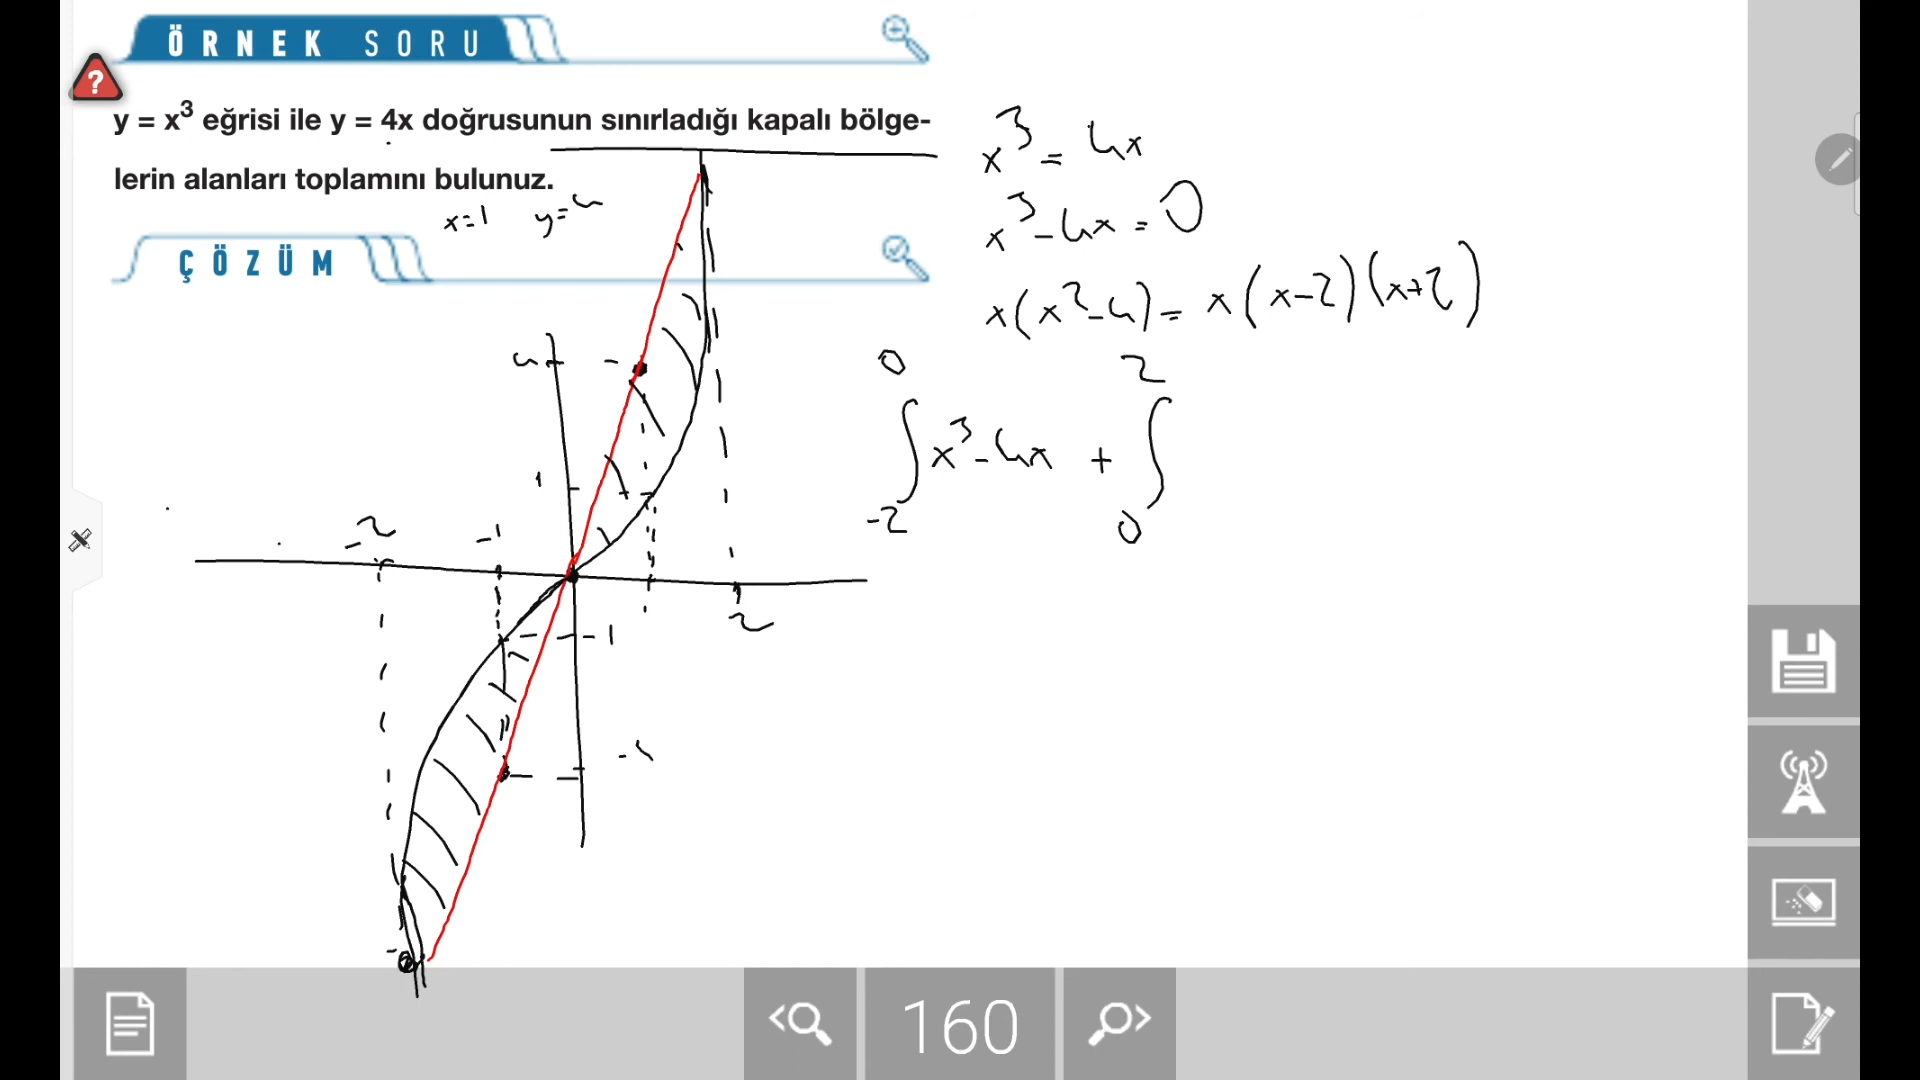 ÖRNEK SORU
?
y = x³ eğrisi ile y = 4x doğrusunun sınırladığı kapalı bölge-
lerin alanları toplamını bulunuz.
x=1 y=4
ÇÖZÜM
x³ = 4x
x³ - 4x = 0
x(x² - 4) = x(x-2)(x+2)
4
1
-2 -1
2
-1
-4
0 2
∫ x³ - 4x + ∫
-2 0
<
160
>